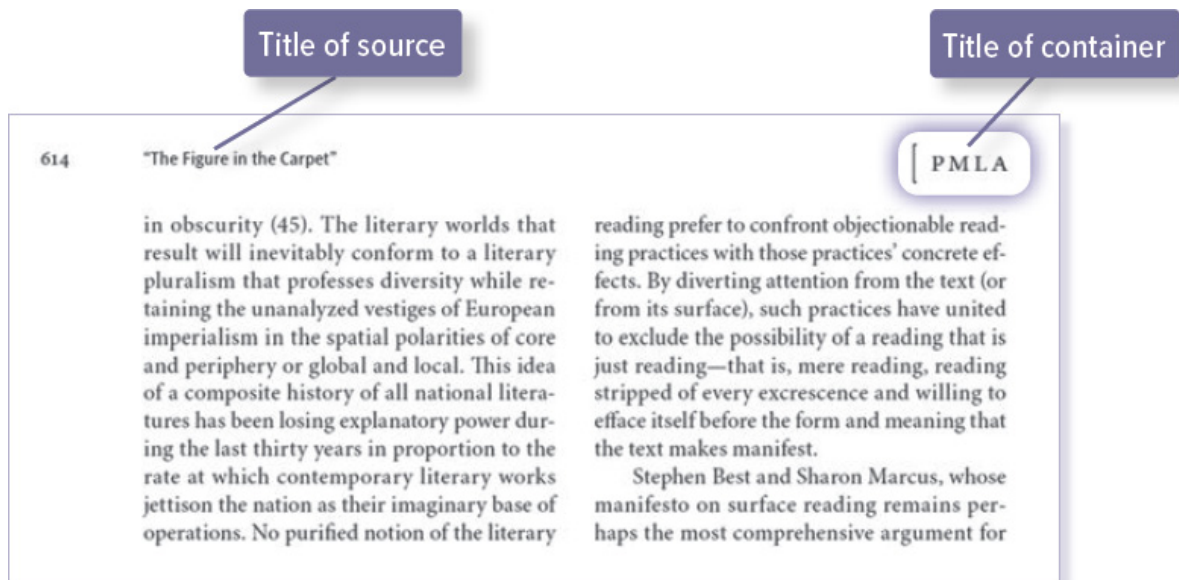 Title of source
Title of container
614 "The Figure in the Carpet" [ PMLA
in obscurity (45). The literary worlds that
result will inevitably conform to a literary
pluralism that professes diversity while re-
taining the unanalyzed vestiges of European
imperialism in the spatial polarities of core
and periphery or global and local. This idea
of a composite history of all national litera-
tures has been losing explanatory power dur-
ing the last thirty years in proportion to the
rate at which contemporary literary works
jettison the nation as their imaginary base of
operations. No purified notion of the literary
reading prefer to confront objectionable read-
ing practices with those practices' concrete ef-
fects. By diverting attention from the text (or
from its surface), such practices have united
to exclude the possibility of a reading that is
just reading—that is, mere reading, reading
stripped of every excrescence and willing to
efface itself before the form and meaning that
the text makes manifest.
Stephen Best and Sharon Marcus, whose
manifesto on surface reading remains per-
haps the most comprehensive argument for